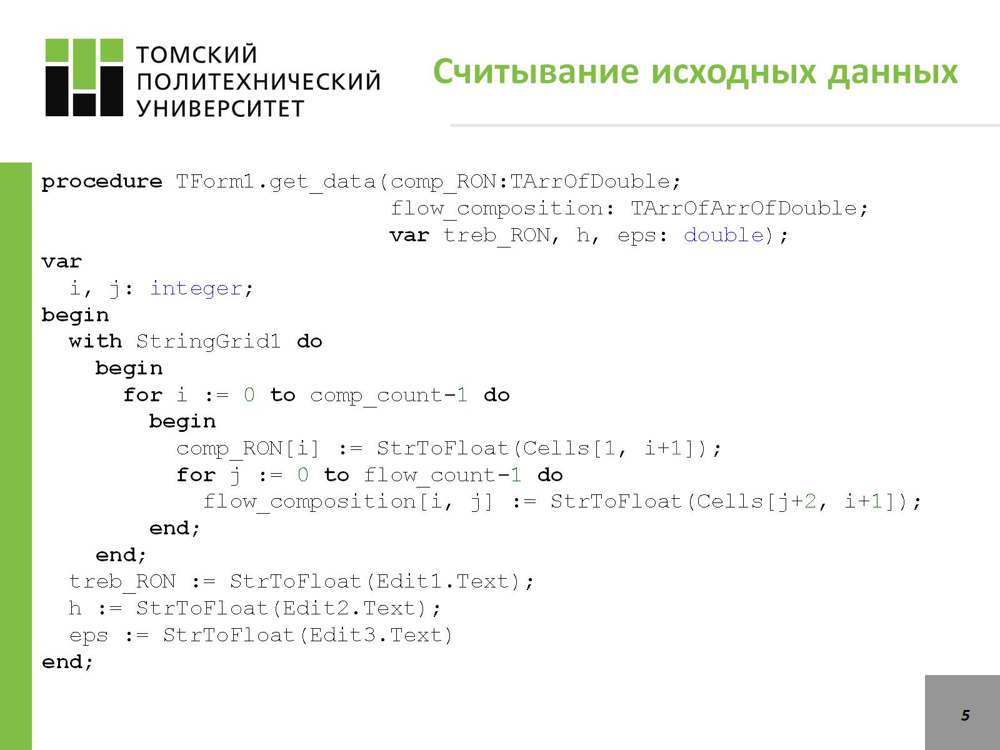 ТОМСКИЙ
ПОЛИТЕХНИЧЕСКИЙ
УНИВЕРСИТЕТ
Считывание исходных данных
procedure TForm1.get_data(comp_RON:TArrOfDouble;
                          flow_composition: TArrOfArrOfDouble;
                          var treb_RON, h, eps: double);
var
  i, j: integer;
begin
  with StringGrid1 do
    begin
      for i := 0 to comp_count-1 do
        begin
          comp_RON[i] := StrToFloat(Cells[1, i+1]);
          for j := 0 to flow_count-1 do
            flow_composition[i, j] := StrToFloat(Cells[j+2, i+1]);
        end;
    end;
  treb_RON := StrToFloat(Edit1.Text);
  h := StrToFloat(Edit2.Text);
  eps := StrToFloat(Edit3.Text)
end;
5